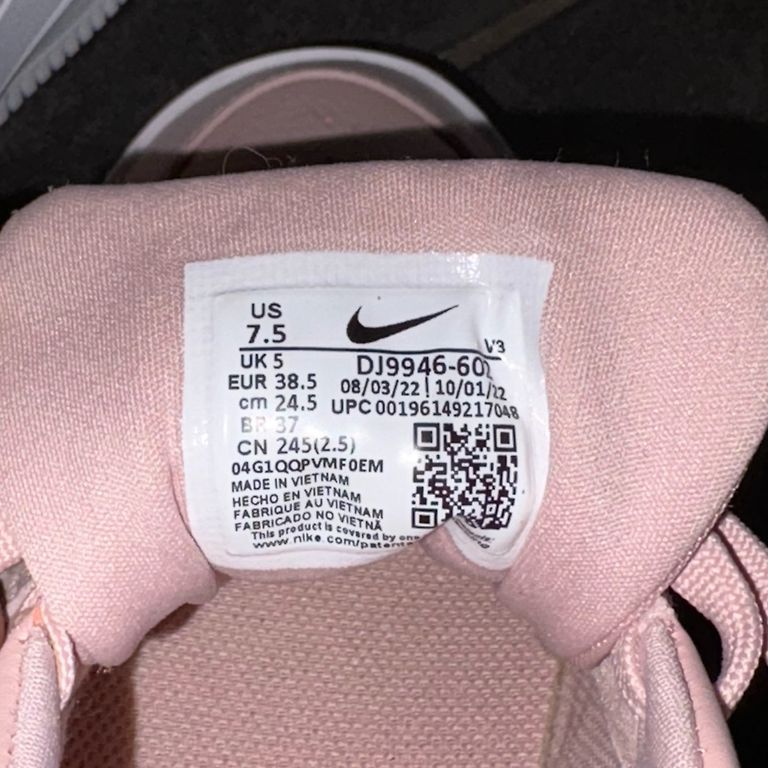 US
7.5
V3
UK 5
EUR 38.5
cm 24.5
BR 37
CN 245(2.5)
DJ9946-602
08/03/22 | 10/01/22
UPC 00196149217048
04G1QQPVMF0EM
MADE IN VIETNAM
HECHO EN VIETNAM
FABRIQUE AU VIETNAM
FABRICADO NO VIETNÃ
This product is covered by one
www.nike.com/patents